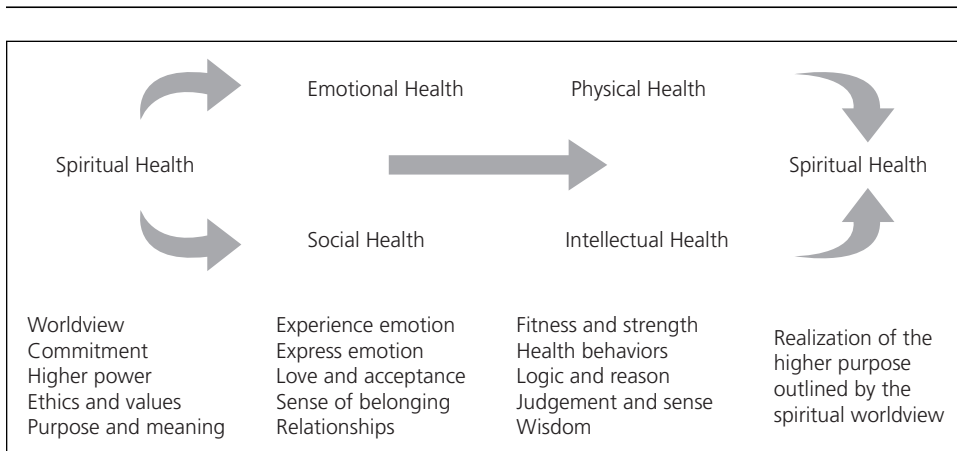 Emotional Health
Physical Health
Spiritual Health
Spiritual Health
Social Health
Intellectual Health
Worldview
Commitment
Higher power
Ethics and values
Purpose and meaning
Experience emotion
Express emotion
Love and acceptance
Sense of belonging
Relationships
Fitness and strength
Health behaviors
Logic and reason
Judgement and sense
Wisdom
Realization of the
higher purpose
outlined by the
spiritual worldview